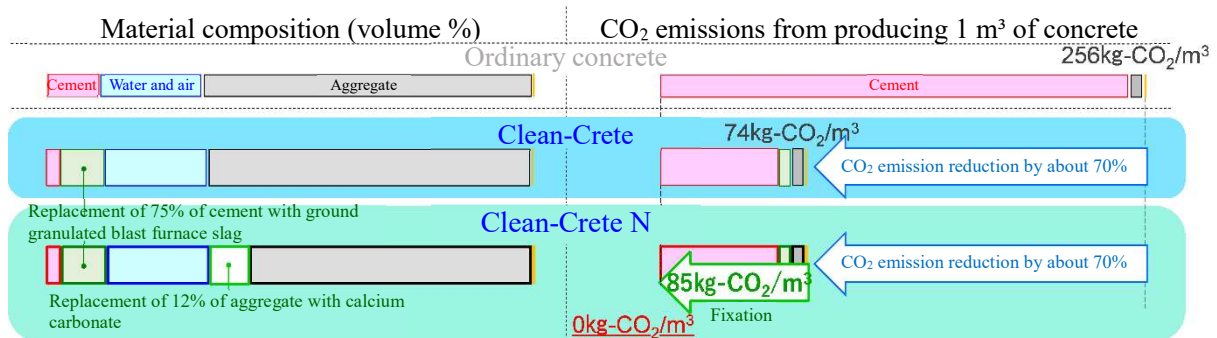 Material composition (volume %)
CO₂ emissions from producing 1 m³ of concrete
Ordinary concrete
256kg-CO₂/m³
Cement
Water and air
Aggregate
Cement
Clean-Crete
74kg-CO₂/m³
CO₂ emission reduction by about 70%
Replacement of 75% of cement with ground
granulated blast furnace slag
Clean-Crete N
CO₂ emission reduction by about 70%
85kg-CO₂/m³
Replacement of 12% of aggregate with calcium
carbonate
Fixation
0kg-CO₂/m³